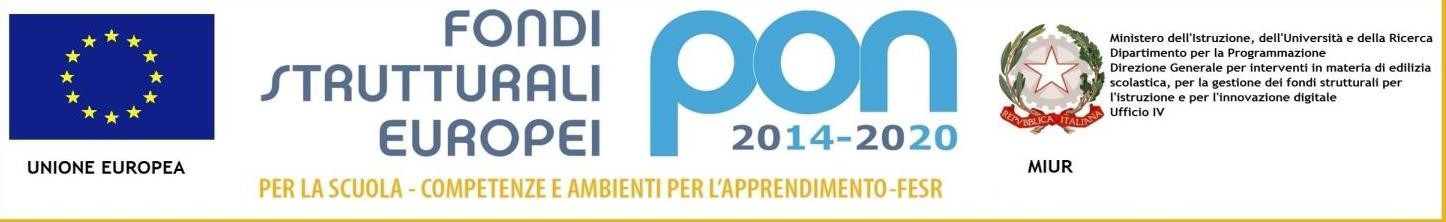 UNIONE EUROPEA
FONDI
STRUTTURALI
EUROPEI
pon
2014-2020
PER LA SCUOLA - COMPETENZE E AMBIENTI PER L'APPRENDIMENTO-FESR
REPVBBLICA ITALIANA
MIUR
Ministero dell'Istruzione, dell'Università e della Ricerca
Dipartimento per la Programmazione
Direzione Generale per interventi in materia di edilizia
scolastica, per la gestione dei fondi strutturali per
l'istruzione e per l'innovazione digitale
Ufficio IV